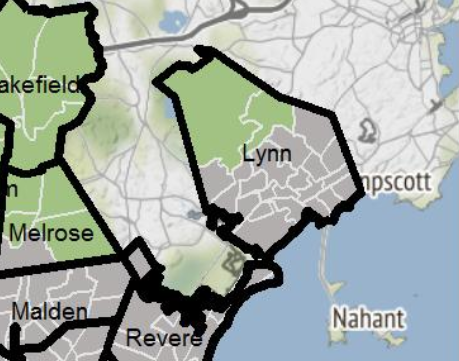 akefield
Lynn
mpscott
m
Melrose
Malden
Nahant
Revere